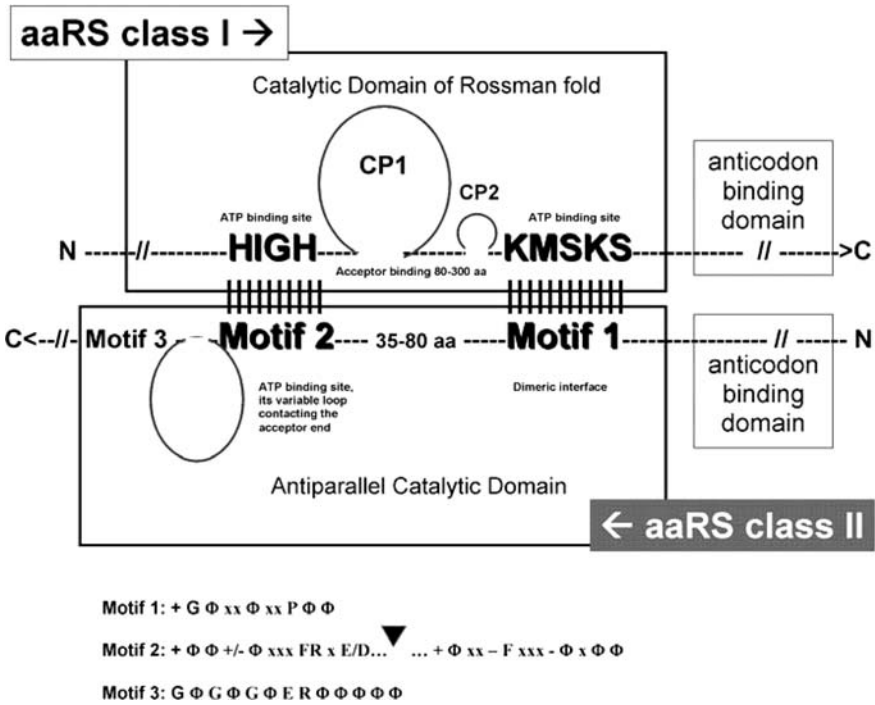 aaRS class I →
Catalytic Domain of Rossman fold
CP1
CP2
anticodon
binding
domain
ATP binding site
ATP binding site
N ------//------- HIGH ---- ---- -- KMSKS ----------- // ------->C
Acceptor binding 80-300 aa
C<--//- Motif 3 - -Motif 2---- 35-80 aa -----Motif 1---------------- // -- N
ATP binding site,
its variable loop
contacting the
acceptor end
Dimeric interface
anticodon
binding
domain
Antiparallel Catalytic Domain
← aaRS class II
Motif 1: + G Φ xx Φ xx P Φ Φ
Motif 2: + Φ Φ +/- Φ xxx FR x E/D...▼ ... + Φ xx – F xxx - Φ x Φ Φ
Motif 3: G Φ G Φ G Φ E R Φ Φ Φ Φ Φ